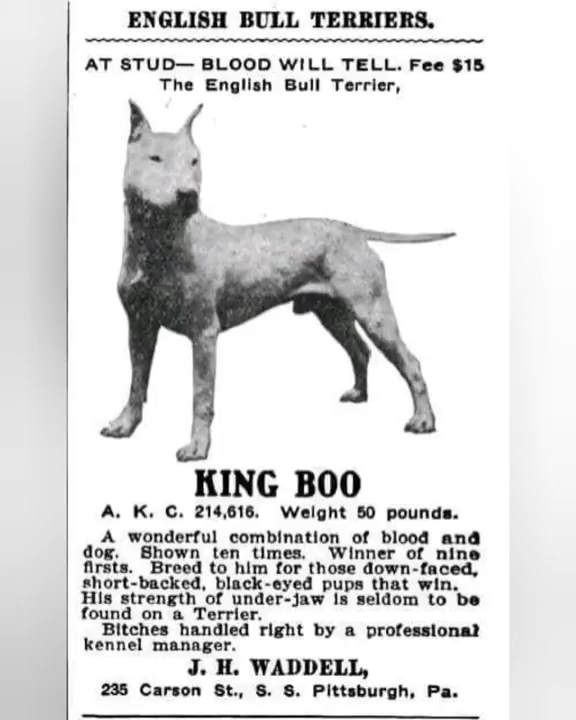 ENGLISH BULL TERRIERS.
AT STUD— BLOOD WILL TELL. Fee $15
The English Bull Terrier,
KING BOO
A. K. C. 214,616. Weight 50 pounds.
A wonderful combination of blood and
dog. Shown ten times. Winner of nine
firsts. Breed to him for those down-faced,
short-backed, black-eyed pups that win.
His strength of under-jaw is seldom to be
found on a Terrier.
Bitches handled right by a professional
kennel manager.
J. H. WADDELL,
235 Carson St., S. S. Pittsburgh, Pa.